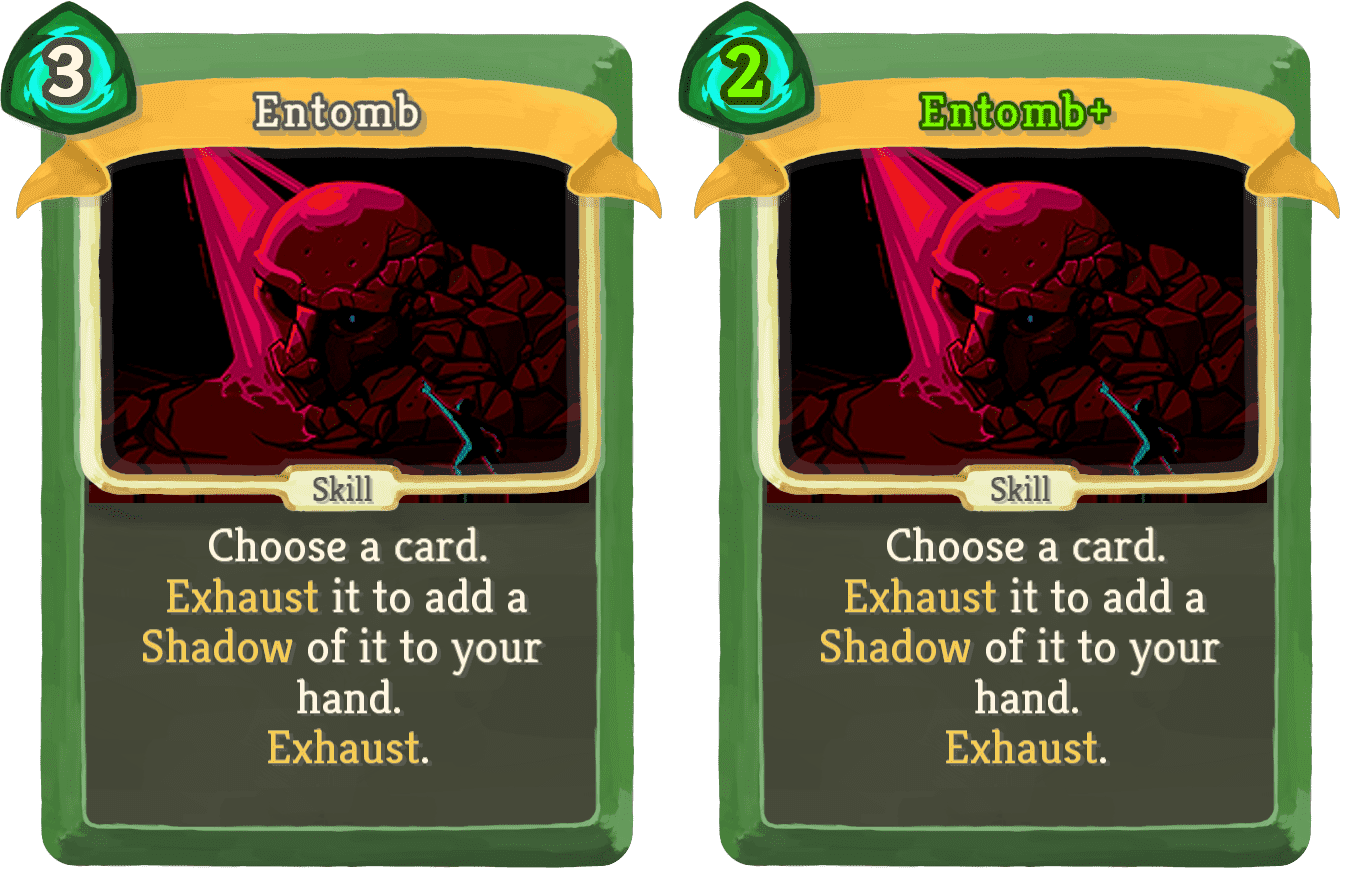 3
Entomb
Skill
Choose a card.
Exhaust it to add a
Shadow of it to your
hand.
Exhaust.
2
Entomb+
Skill
Choose a card.
Exhaust it to add a
Shadow of it to your
hand.
Exhaust.